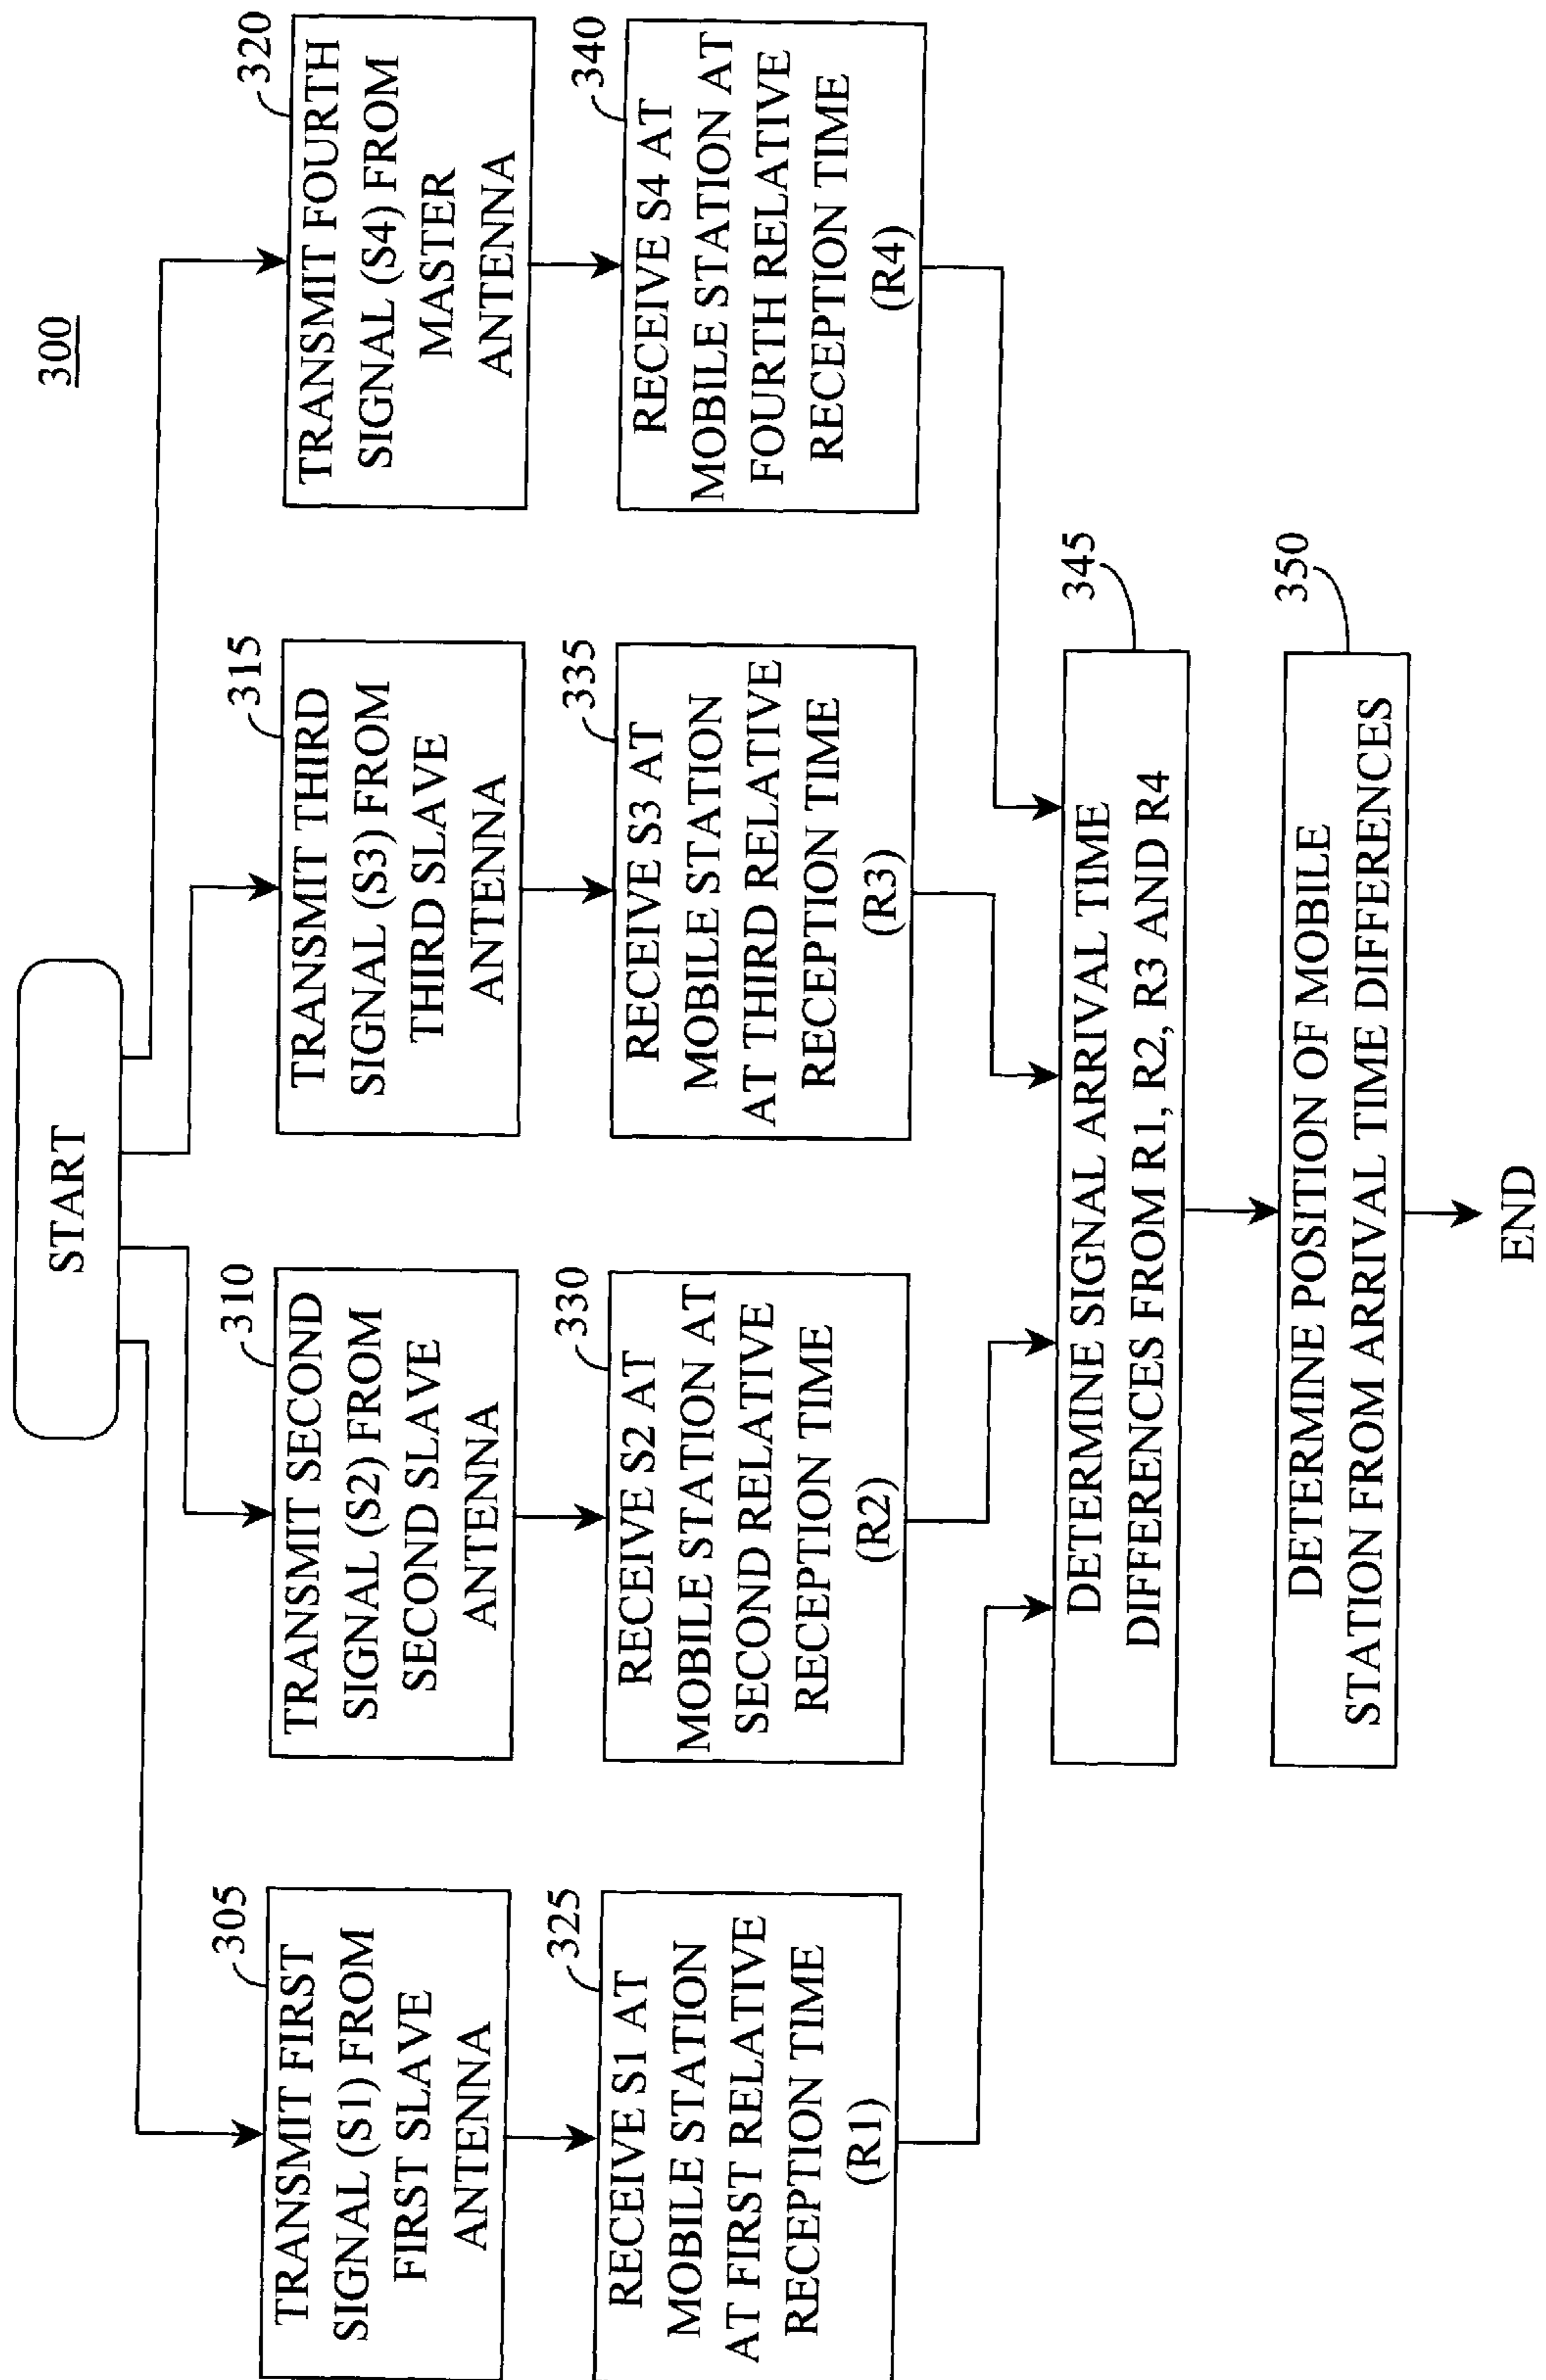 300
START
305
TRANSMIT FIRST
SIGNAL (S1) FROM
FIRST SLAVE
ANTENNA
310
TRANSMIT SECOND
SIGNAL (S2) FROM
SECOND SLAVE
ANTENNA
315
TRANSMIT THIRD
SIGNAL (S3) FROM
THIRD SLAVE
ANTENNA
320
TRANSMIT FOURTH
SIGNAL (S4) FROM
MASTER
ANTENNA
325
RECEIVE S1 AT
MOBILE STATION
AT FIRST RELATIVE
RECEPTION TIME
(R1)
330
RECEIVE S2 AT
MOBILE STATION AT
SECOND RELATIVE
RECEPTION TIME
(R2)
335
RECEIVE S3 AT
MOBILE STATION
AT THIRD RELATIVE
RECEPTION TIME
(R3)
340
RECEIVE S4 AT
MOBILE STATION AT
FOURTH RELATIVE
RECEPTION TIME
(R4)
345
DETERMINE SIGNAL ARRIVAL TIME
DIFFERENCES FROM R1, R2, R3 AND R4
350
DETERMINE POSITION OF MOBILE
STATION FROM ARRIVAL TIME DIFFERENCES
END